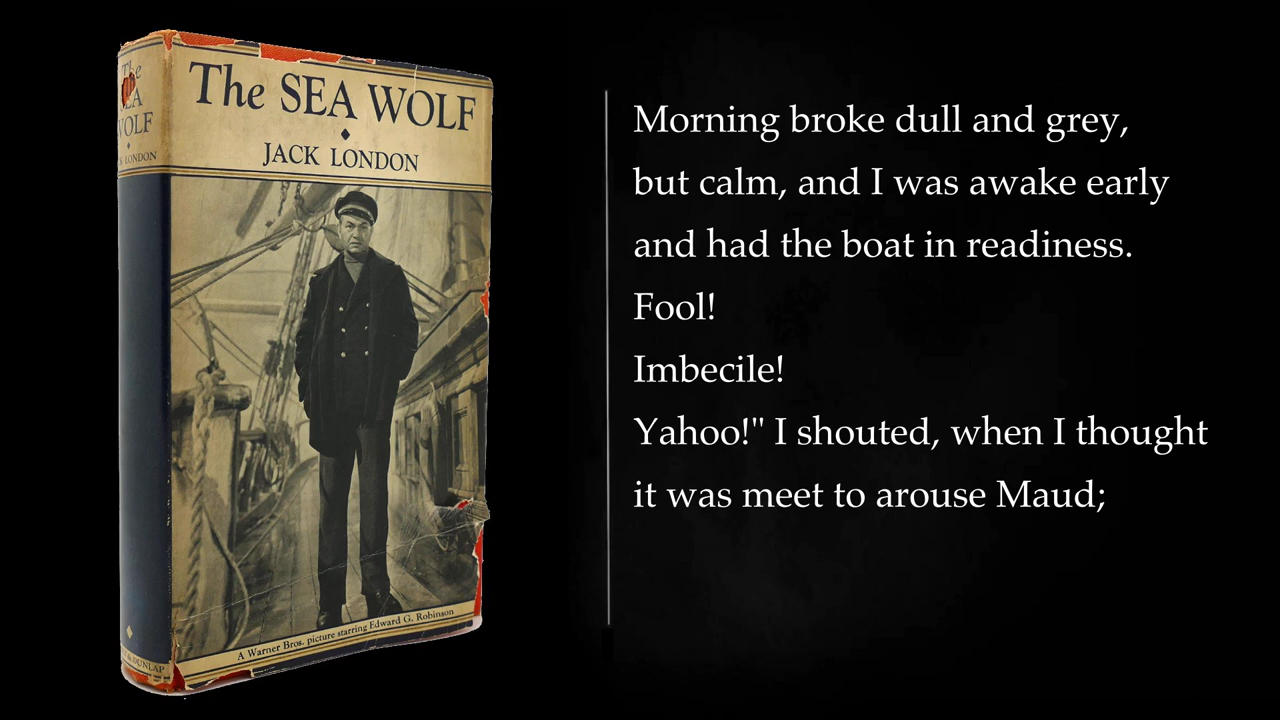 The
SEA
WOLF
LONDON
DUNLAP
The SEA WOLF
JACK LONDON
A Warner Bros. picture starring Edward G. Robinson
Morning broke dull and grey,
but calm, and I was awake early
and had the boat in readiness.
Fool!
Imbecile!
Yahoo!" I shouted, when I thought
it was meet to arouse Maud;